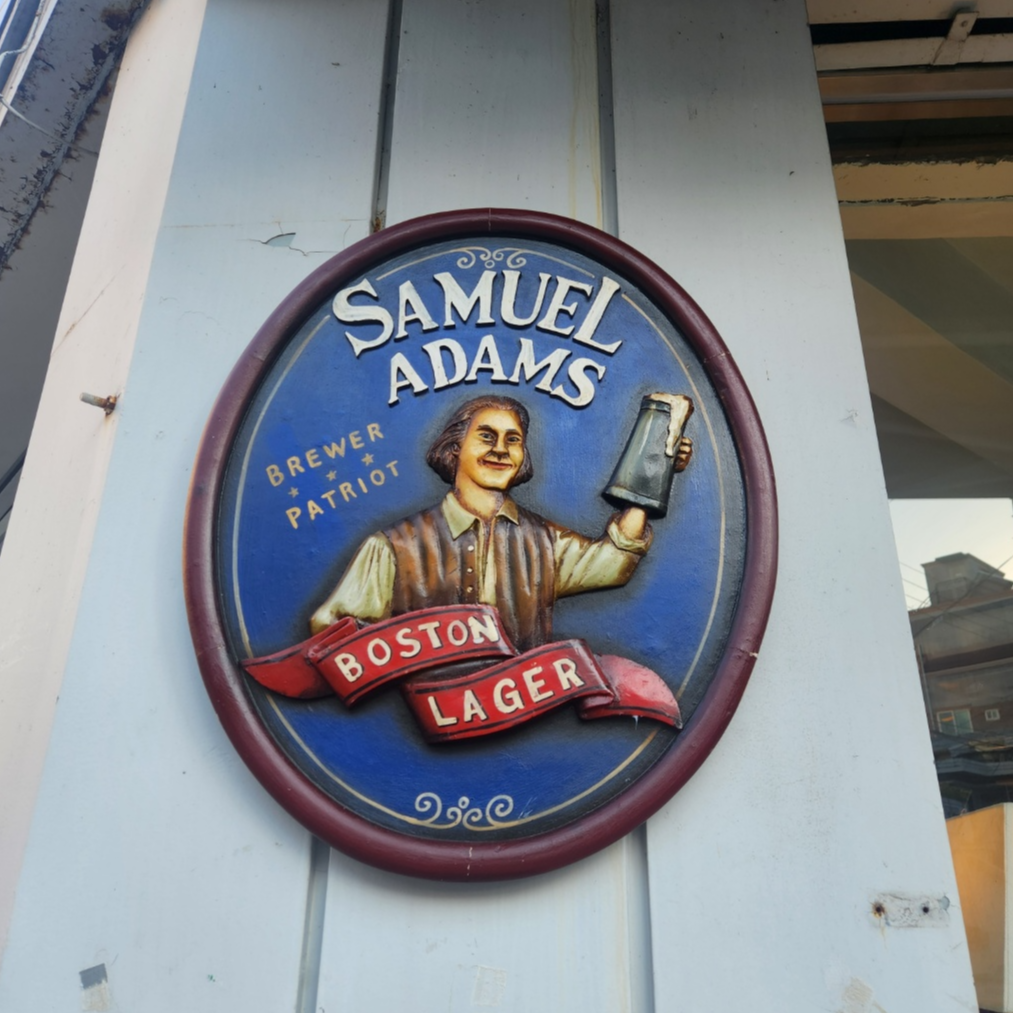 SAMUEL
ADAMS
BREWER
PATRIOT
BOSTON
LAGER